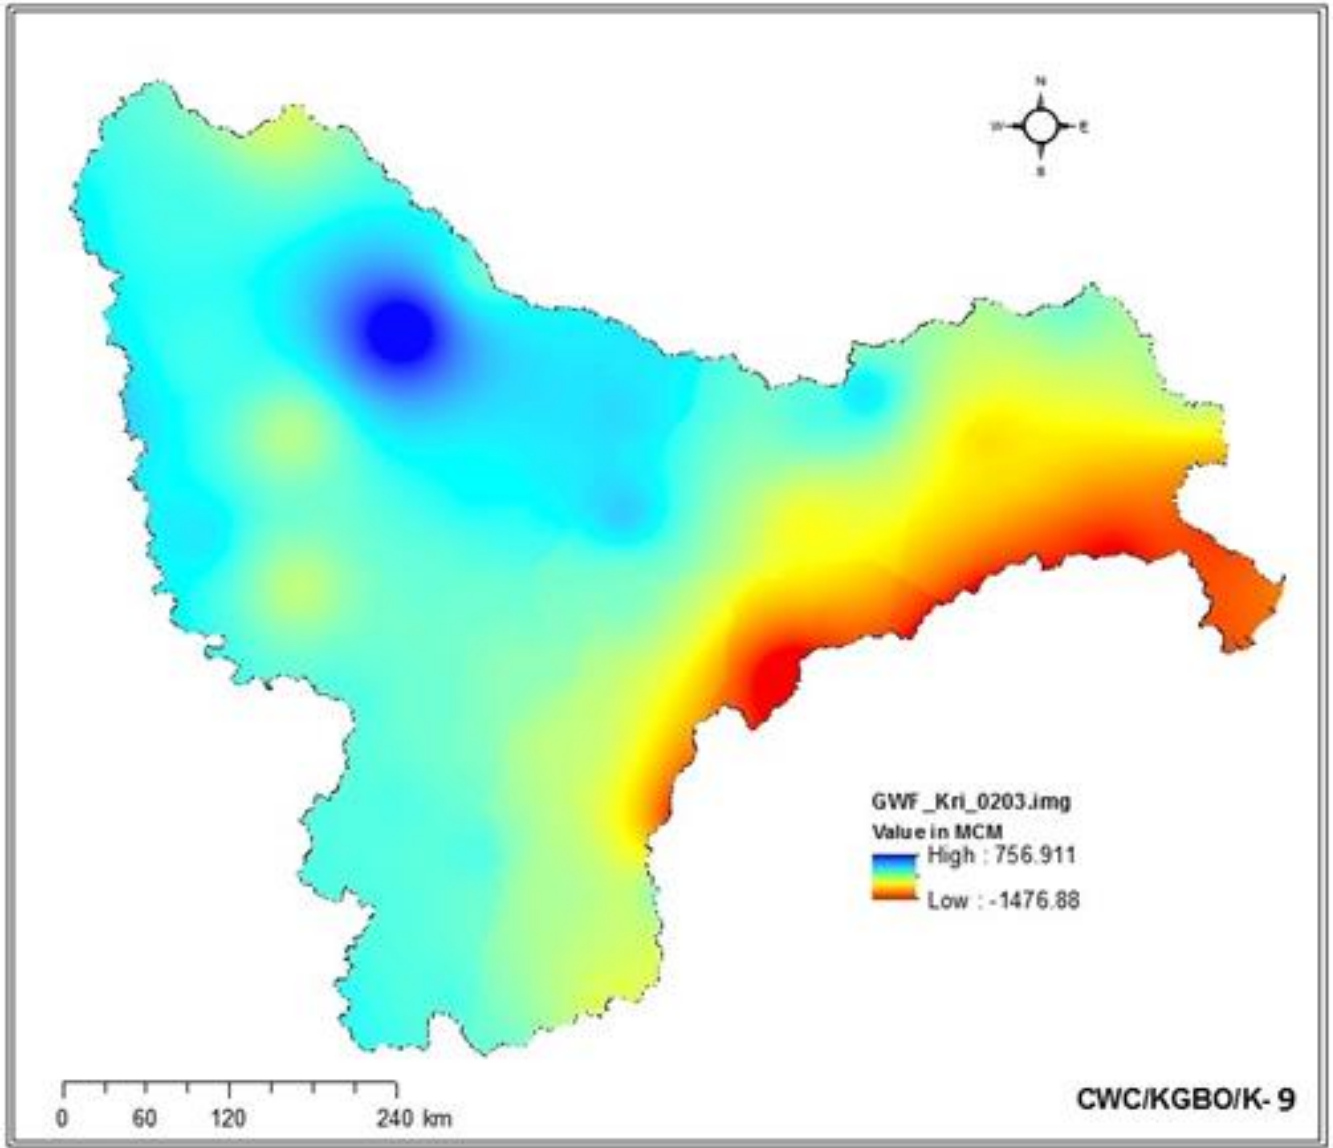 N
W E
S
GWF_Kri_0203.img
Value in MCM
High : 756.911
Low : -1476.88
0 60 120 240 km
CWC/KGBO/K- 9